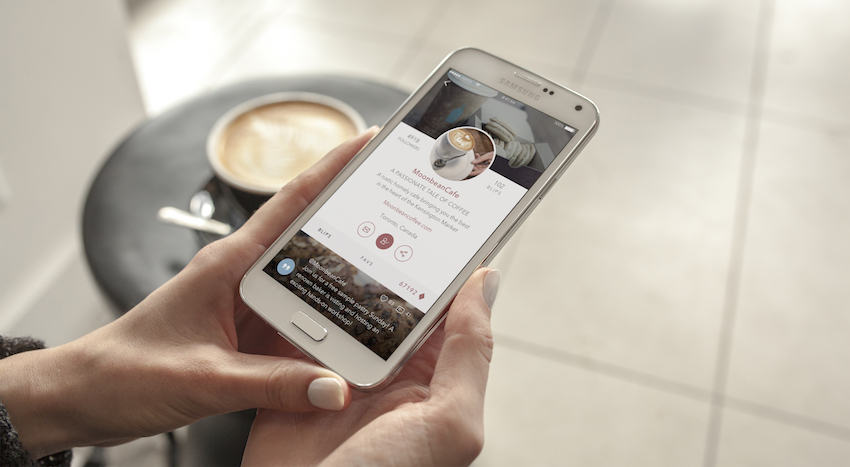 SAMSUNG
4918
FOLLOWERS
102
BLIPS
MoonbeanCafe
A PASSIONATE TALE OF COFFEE
A rustic homely cafe bringing you the best
in the heart of the Kensington Market
Moonbeancoffee.com
Toronto, Canada
BLIPS
FAVS
67192
@MoonbeanCafe
Join us for a free sample pastry Sunday! A
renown baker is visiting and hosting an
exciting hands-on workshop!